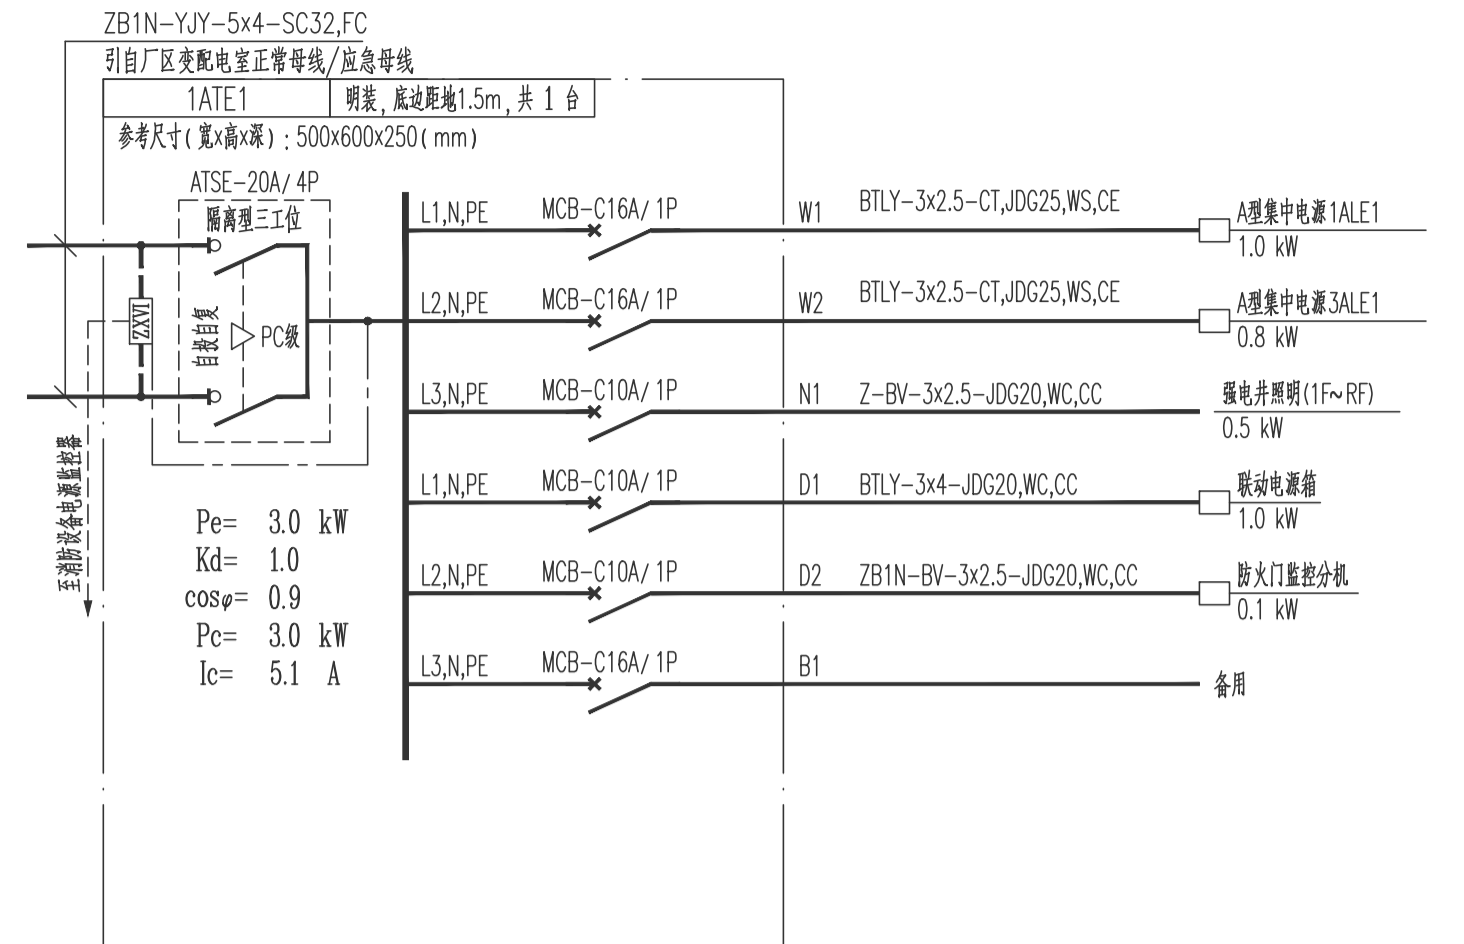 ZB1N-YJY-5x4-SC32,FC
引自厂区变配电室正常母线/应急母线
1ATE1
明装,底边距地1.5m,共 1 台
参考尺寸(宽x高x深):500x600x250(mm)
ATSE-20A/4P
隔离型三工位
自投自复
PC级
ZXVI
至消防设备电源监控器
L1,N,PE MCB-C16A/1P W1 BTLY-3x2.5-CT,JDG25,WS,CE A型集中电源1ALE1
1.0 kW
L2,N,PE MCB-C16A/1P W2 BTLY-3x2.5-CT,JDG25,WS,CE A型集中电源3ALE1
0.8 kW
L3,N,PE MCB-C10A/1P N1 Z-BV-3x2.5-JDG20,WC,CC 强电井照明(1F~RF)
0.5 kW
L1,N,PE MCB-C10A/1P D1 BTLY-3x4-JDG20,WC,CC 联动电源箱
1.0 kW
L2,N,PE MCB-C10A/1P D2 ZB1N-BV-3x2.5-JDG20,WC,CC 防火门监控分机
0.1 kW
L3,N,PE MCB-C16A/1P B1 备用
Pe= 3.0 kW
Kd= 1.0
cosφ= 0.9
Pc= 3.0 kW
Ic= 5.1 A